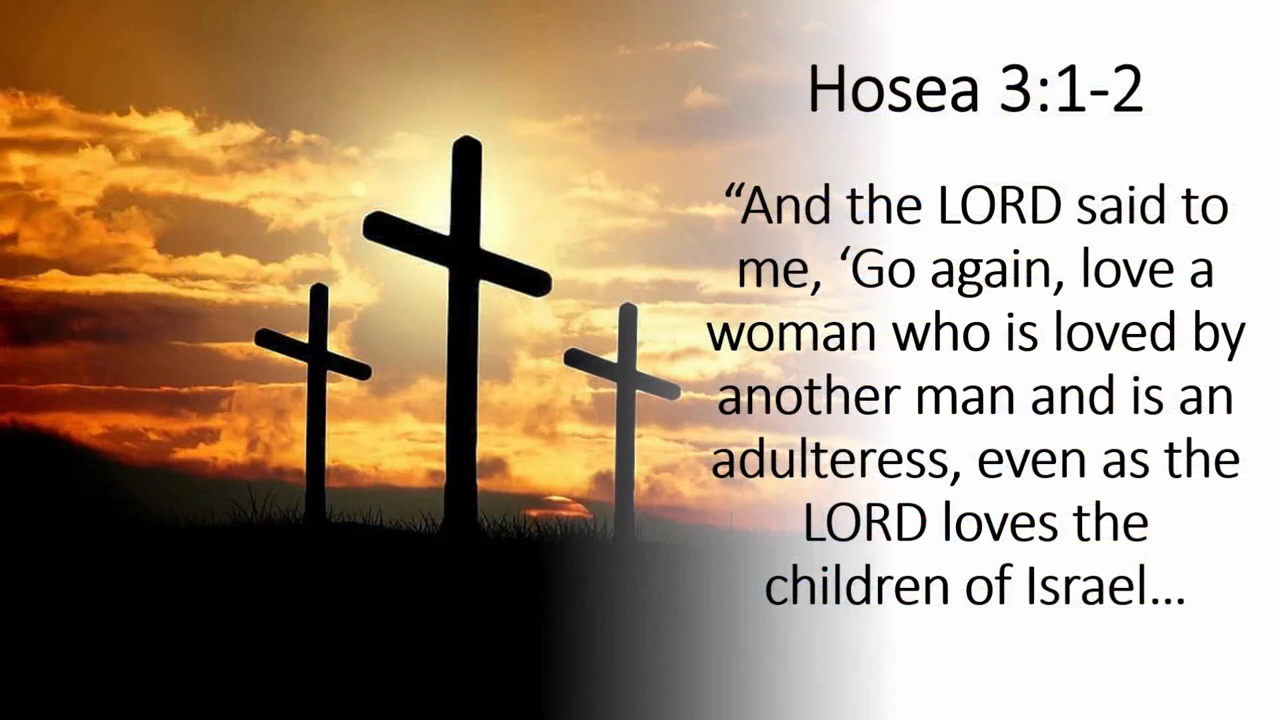 Hosea 3:1-2
“And the LORD said to
me, ‘Go again, love a
woman who is loved by
another man and is an
adulteress, even as the
LORD loves the
children of Israel…